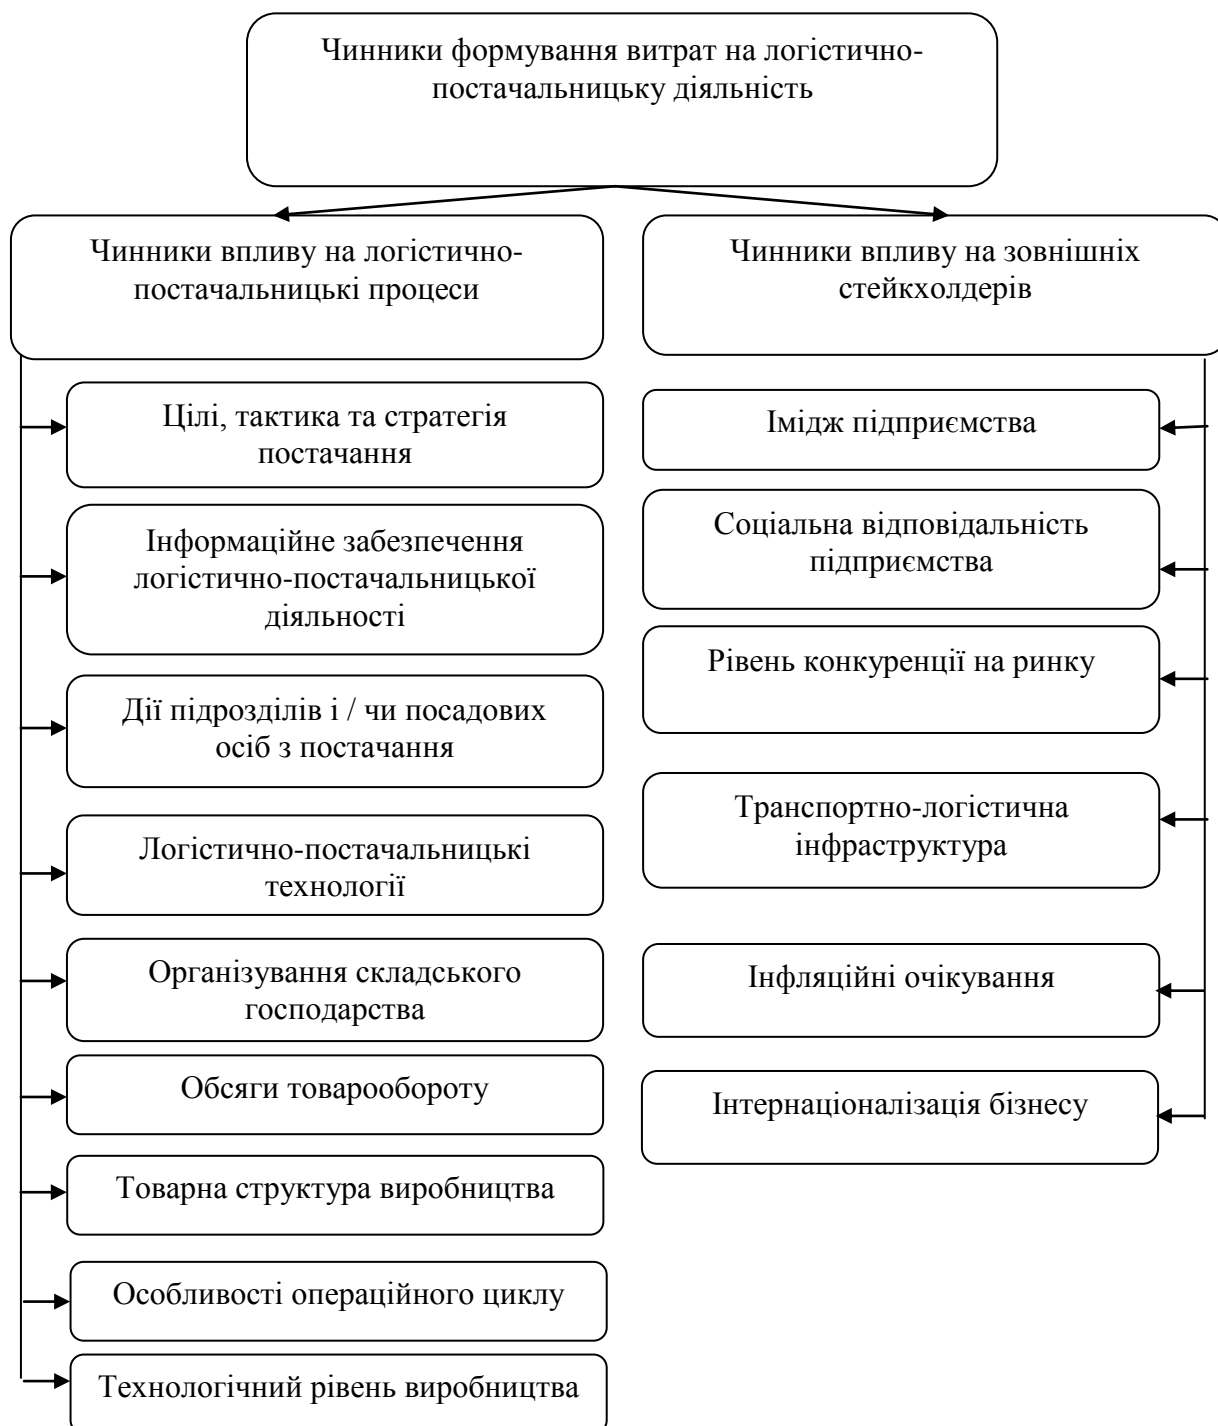 Чинники формування витрат на логістично-
постачальницьку діяльність
Чинники впливу на логістично-
постачальницькі процеси
Цілі, тактика та стратегія
постачання
Інформаційне забезпечення
логістично-постачальницької
діяльності
Дії підрозділів і / чи посадових
осіб з постачання
Логістично-постачальницькі
технології
Організування складського
господарства
Обсяги товарообороту
Товарна структура виробництва
Особливості операційного циклу
Технологічний рівень виробництва
Чинники впливу на зовнішніх
стейкхолдерів
Імідж підприємства
Соціальна відповідальність
підприємства
Рівень конкуренції на ринку
Транспортно-логістична
інфраструктура
Інфляційні очікування
Інтернаціоналізація бізнесу